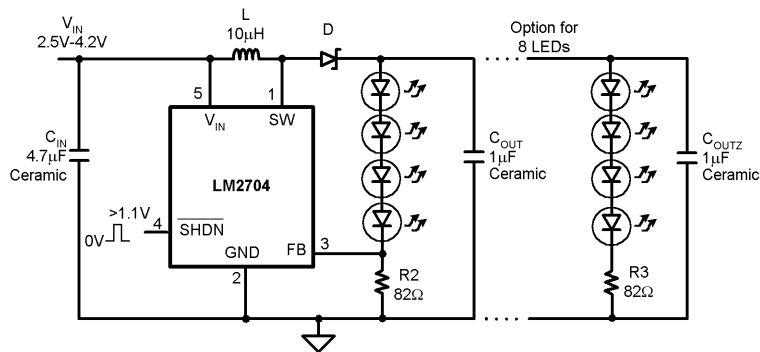 V_IN
2.5V-4.2V
L
10μH
D
Option for
8 LEDs
5
1
V_IN
SW
C_IN
4.7μF
Ceramic
LM2704
C_OUT
1μF
Ceramic
C_OUTZ
1μF
Ceramic
>1.1V
0V
4
SHDN
GND
FB
3
2
R2
82Ω
R3
82Ω